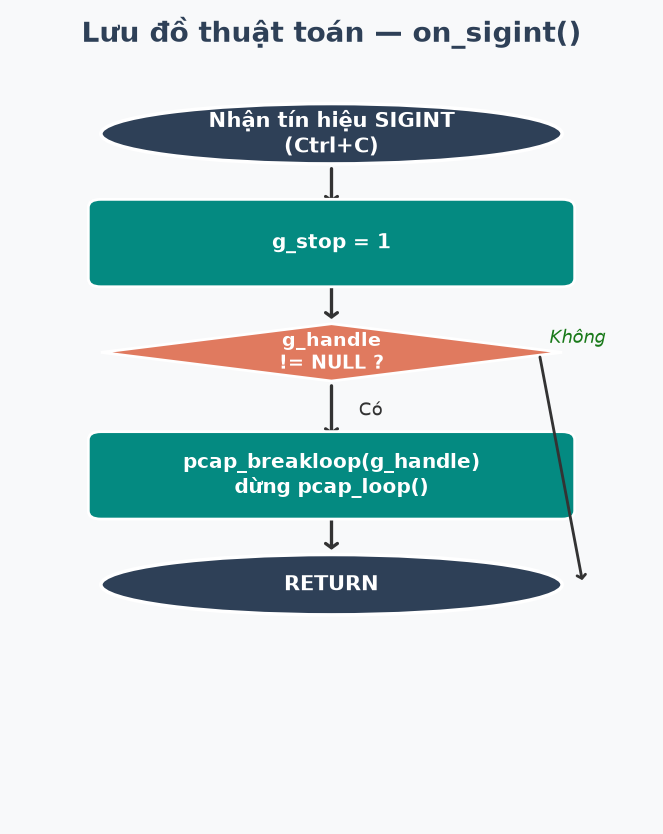 Lưu đồ thuật toán — on_sigint()
Nhận tín hiệu SIGINT
(Ctrl+C)
g_stop = 1
g_handle
!= NULL ?
Không
Có
pcap_breakloop(g_handle)
dừng pcap_loop()
RETURN